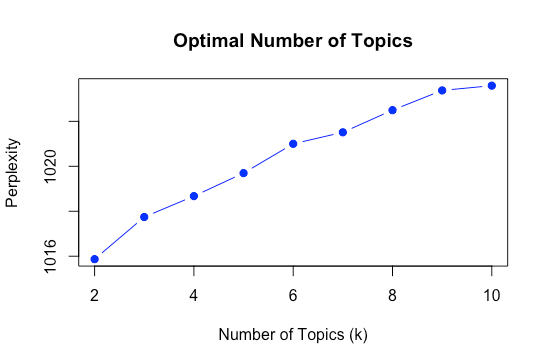 Optimal Number of Topics
Perplexity
1020
1016
2 4 6 8 10
Number of Topics (k)